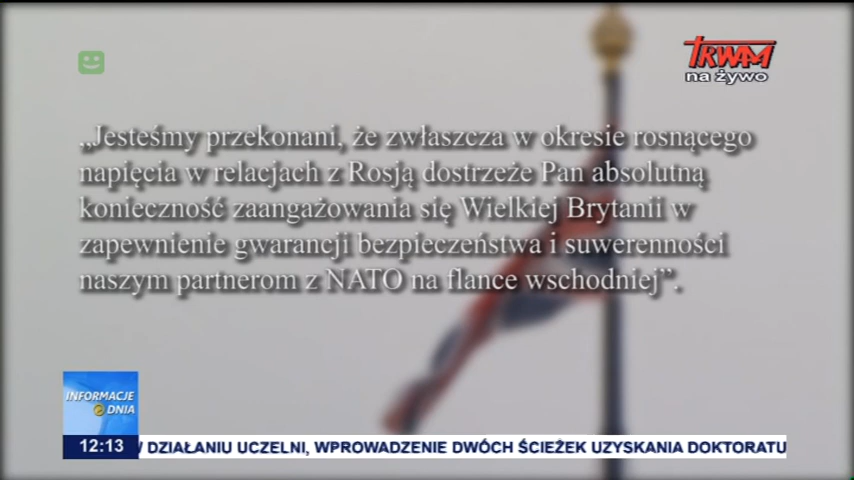 TRWAM
na żywo
„Jesteśmy przekonani, że zwłaszcza w okresie rosnącego
napięcia w relacjach z Rosją dostrzeże Pan absolutną
konieczność zaangażowania się Wielkiej Brytanii w
zapewnienie gwarancji bezpieczeństwa i suwerenności
naszym partnerom z NATO na flance wschodniej”.
INFORMACJE
DNIA
12:13
W DZIAŁANIU UCZELNI, WPROWADZENIE DWÓCH ŚCIEŻEK UZYSKANIA DOKTORATU